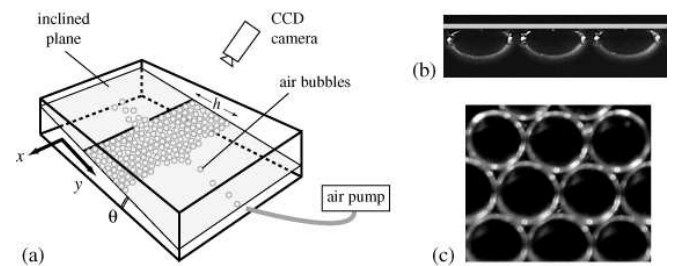 inclined
plane
CCD
camera
h
air bubbles
x
y
θ
air pump
(a)
(b)
(c)